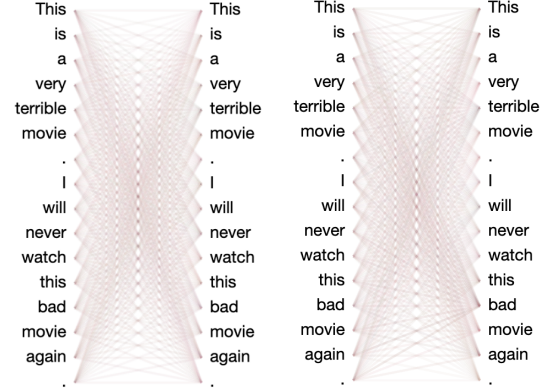 This This This This
is is is is
a a a a
very very very very
terrible terrible terrible terrible
movie movie movie movie
. . . .
I I I I
will will will will
never never never never
watch watch watch watch
this this this this
bad bad bad bad
movie movie movie movie
again again again again
. . . .